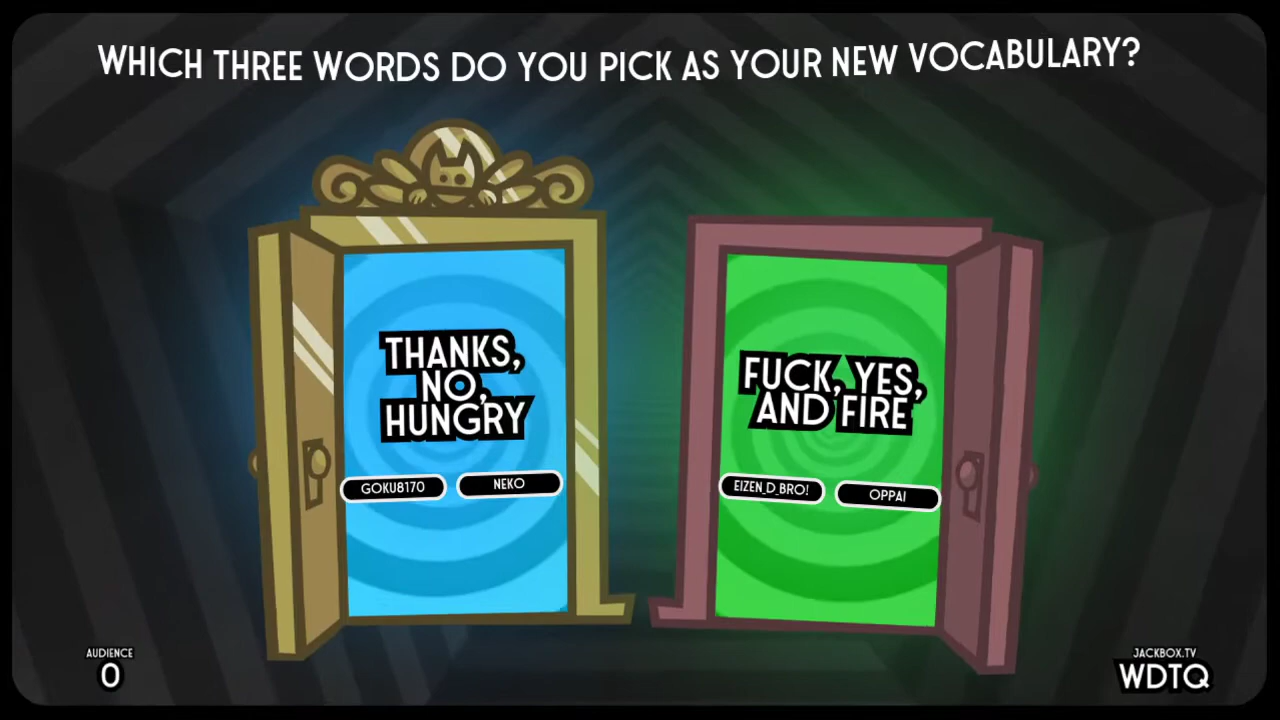 WHICH THREE WORDS DO YOU PICK AS YOUR NEW VOCABULARY?
THANKS,
NO,
HUNGRY
GOKU8170
NEKO
FUCK, YES,
AND FIRE
EIZEN_D_BRO!
OPPAI
AUDIENCE
0
JACKBOX.TV
WDTQ